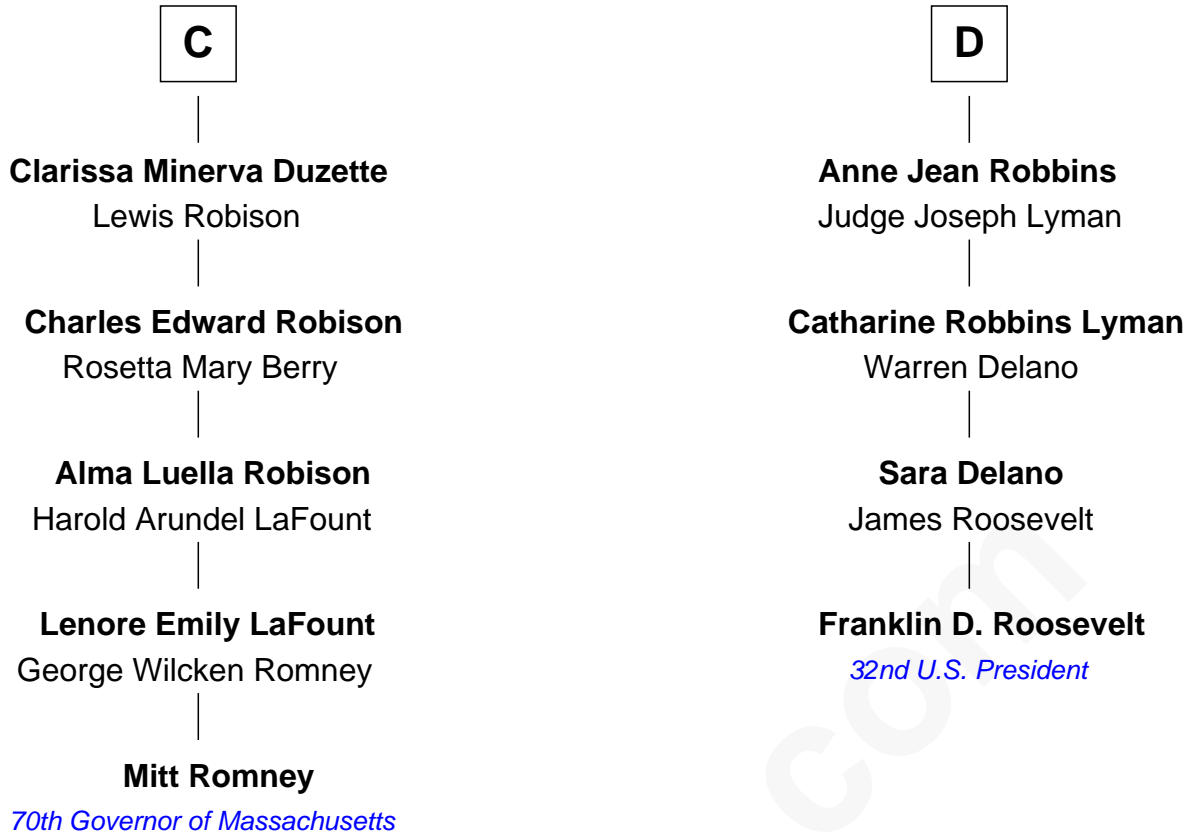 C
Clarissa Minerva Duzette
Lewis Robison
Charles Edward Robison
Rosetta Mary Berry
Alma Luella Robison
Harold Arundel LaFount
Lenore Emily LaFount
George Wilcken Romney
Mitt Romney
70th Governor of Massachusetts
D
Anne Jean Robbins
Judge Joseph Lyman
Catharine Robbins Lyman
Warren Delano
Sara Delano
James Roosevelt
Franklin D. Roosevelt
32nd U.S. President
com